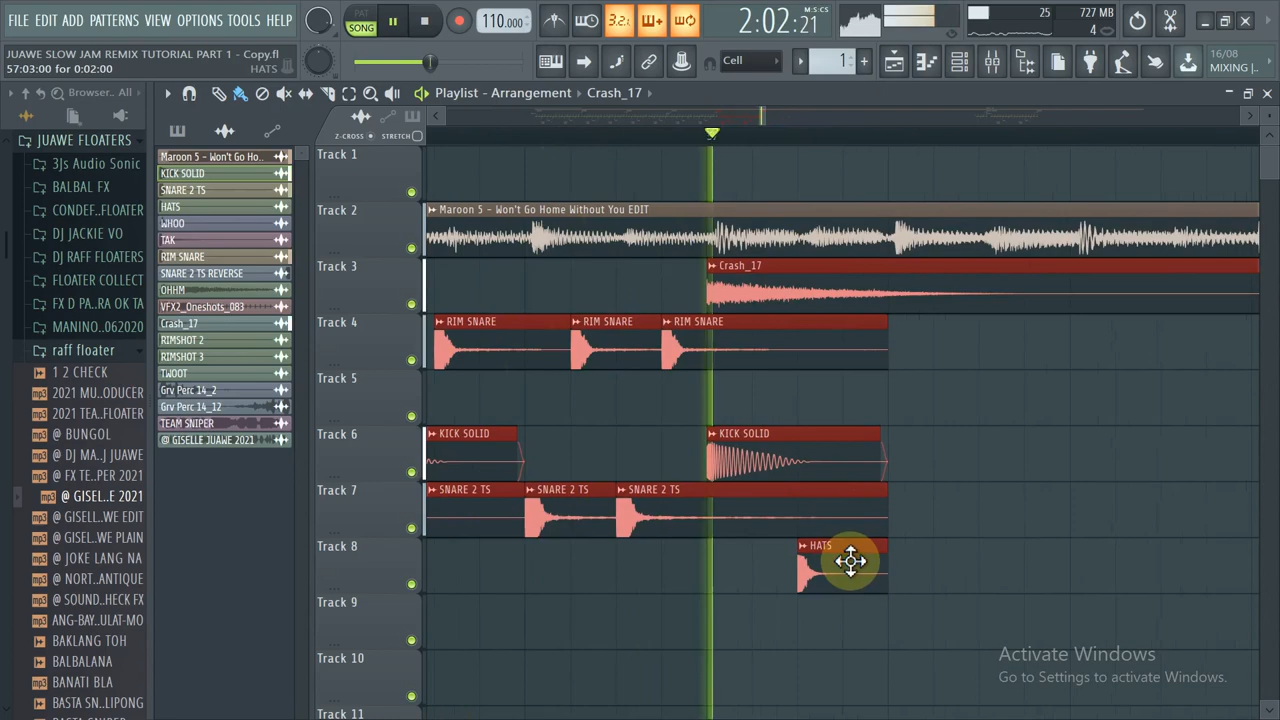 FILE EDIT ADD PATTERNS VIEW OPTIONS TOOLS HELP
PAT
SONG
110.000
3.2.
2:02:21
M:S:CS
25
727 MB
4
JUAWE SLOW JAM REMIX TUTORIAL PART 1 - Copy.fl
57:03:00 for 0:02:00
HATS
Cell
1
16/08
MIXING |
Browser.. All
Playlist - Arrangement
Crash_17
Z-CROSS
STRETCH
JUAWE FLOATERS
3Js Audio Sonic
BALBAL FX
CONDEF..FLOATER
DJ JACKIE VO
DJ RAFF FLOATERS
FLOATER COLLECT
FX D PA..RA OK TA
MANINO..062020
raff floater
1 2 CHECK
2021 MU..ODUCER
2021 TEA..FLOATER
@ BUNGOL
@ DJ MA..J JUAWE
@ FX TE..PER 2021
@ GISEL..E 2021
@ GISELL..WE EDIT
@ GISEL..WE PLAIN
@ JOKE LANG NA
@ NORT..ANTIQUE
@ SOUND..HECK FX
ANG-BAY..ULAT-MO
BAKLANG TOH
BALBALANA
BANATI BLA
BASTA SN..LIPONG
BASTA SNIPER
Maroon 5 - Won't Go Ho..
KICK SOLID
SNARE 2 TS
HATS
WHOO
TAK
RIM SNARE
SNARE 2 TS REVERSE
OHHM
VFX2_Oneshots_083
Crash_17
RIMSHOT 2
RIMSHOT 3
TWOOT
Grv Perc 14_2
Grv Perc 14_12
TEAM SNIPER
@ GISELLE JUAWE 2021
Track 1
Track 2
Maroon 5 - Won't Go Home Without You EDIT
Track 3
Crash_17
Track 4
RIM SNARE
RIM SNARE
RIM SNARE
Track 5
Track 6
KICK SOLID
KICK SOLID
Track 7
SNARE 2 TS
SNARE 2 TS
SNARE 2 TS
Track 8
HATS
Track 9
Track 10
Track 11
Activate Windows
Go to Settings to activate Windows.